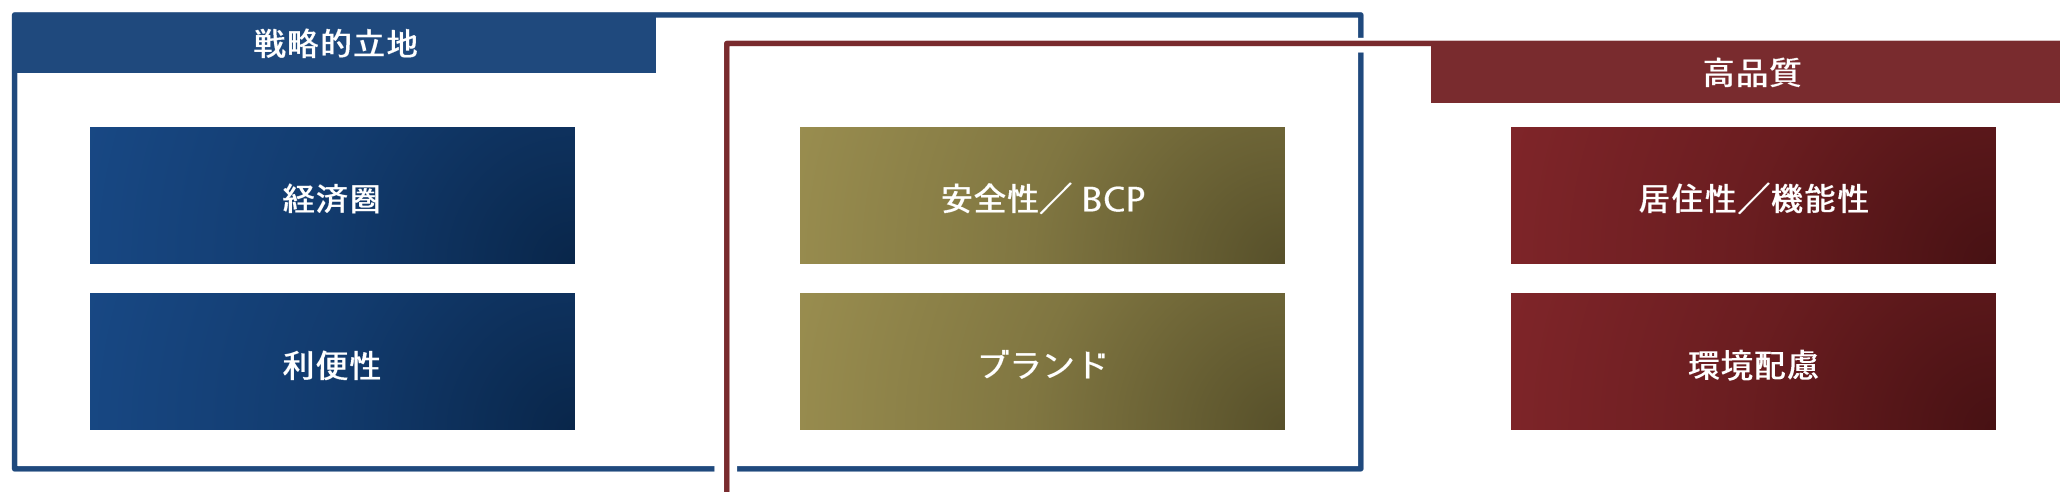 戦略的立地
高品質
経済圏
安全性／BCP
居住性／機能性
利便性
ブランド
環境配慮